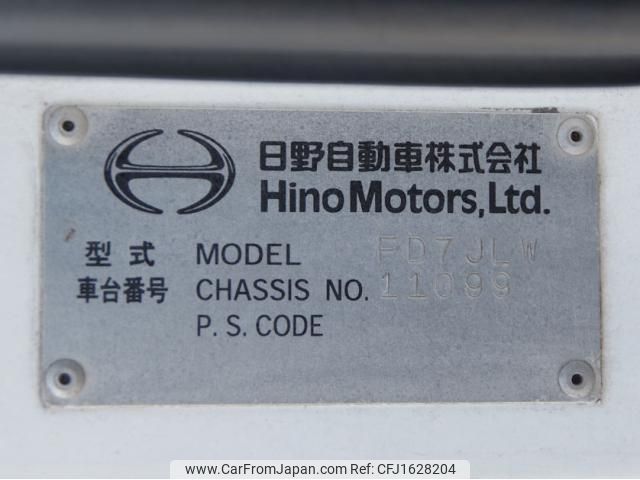 日野自動車株式会社
Hino Motors, Ltd.
型式 MODEL FD7JLW
車台番号 CHASSIS NO. 11099
P. S. CODE
www.CarFromJapan.com CFJ1628204